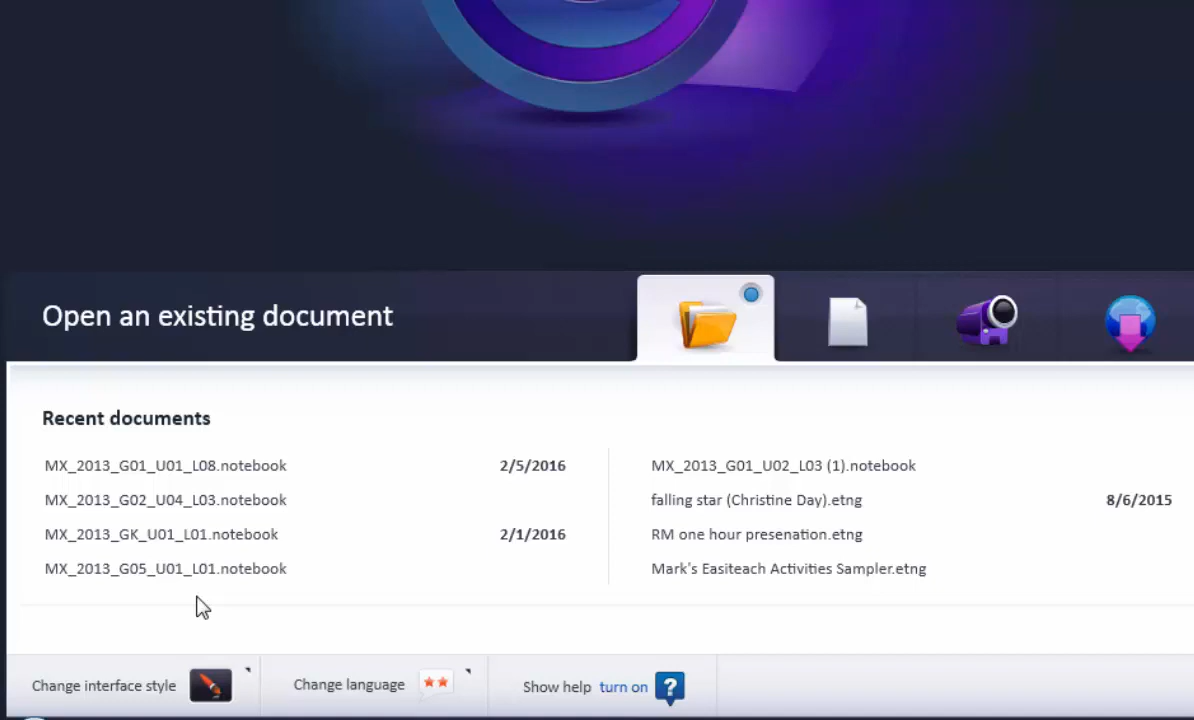 Open an existing document
Recent documents
MX_2013_G01_U01_L08.notebook 2/5/2016
MX_2013_G02_U04_L03.notebook
MX_2013_GK_U01_L01.notebook 2/1/2016
MX_2013_G05_U01_L01.notebook
MX_2013_G01_U02_L03 (1).notebook
falling star (Christine Day).etng 8/6/2015
RM one hour presenation.etng
Mark's Easiteach Activities Sampler.etng
Change interface style
Change language
Show help turn on ?